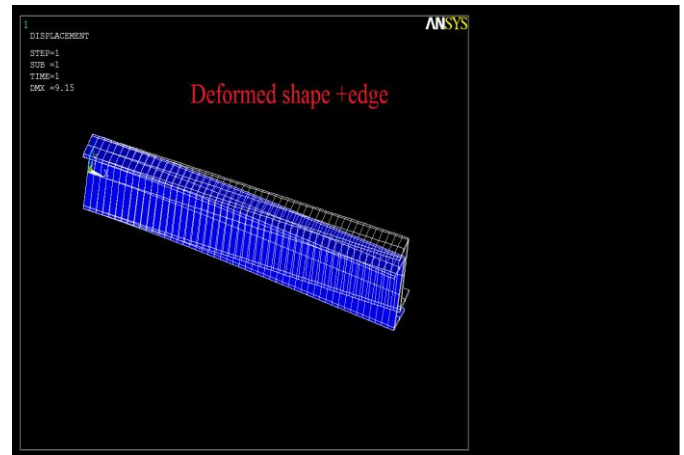 1
DISPLACEMENT
STEP=1
SUB =1
TIME=1
DMX =9.15
ANSYS
Deformed shape +edge
X